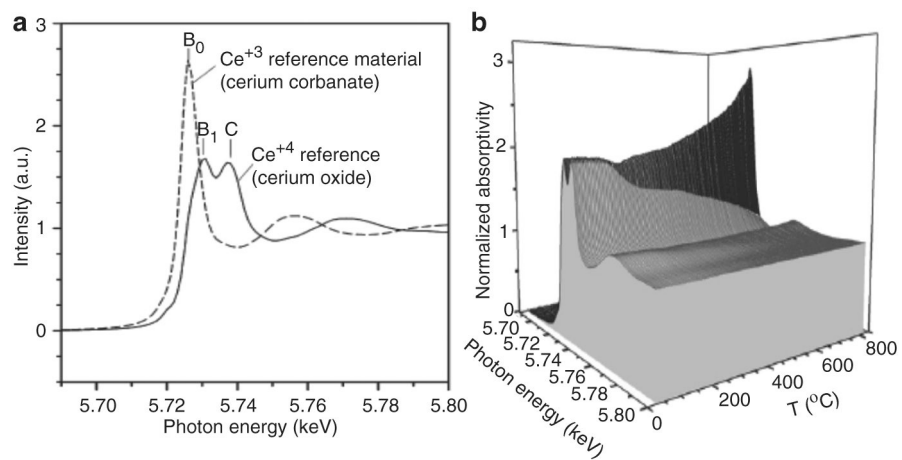 a
3
2
1
0
Intensity (a.u.)
B0
Ce+3 reference material
(cerium corbanate)
B1 C
Ce+4 reference
(cerium oxide)
5.70 5.72 5.74 5.76 5.78 5.80
Photon energy (keV)
b
3
2
1
0
Normalized absorptivity
5.70
5.72
5.74
5.76
5.78
5.80
Photon energy (keV)
0 200 400 600 800
T (°C)